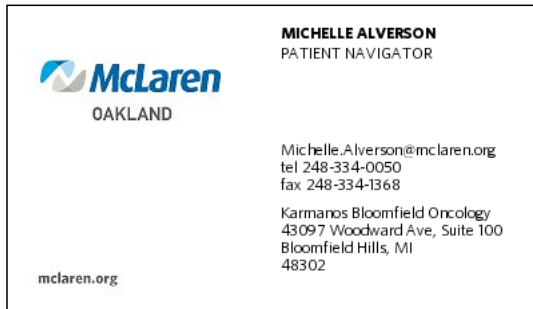 McLaren
OAKLAND
mclaren.org
MICHELLE ALVERSON
PATIENT NAVIGATOR
Michelle.Alverson@mclaren.org
tel 248-334-0050
fax 248-334-1368
Karmanos Bloomfield Oncology
43097 Woodward Ave, Suite 100
Bloomfield Hills, MI
48302